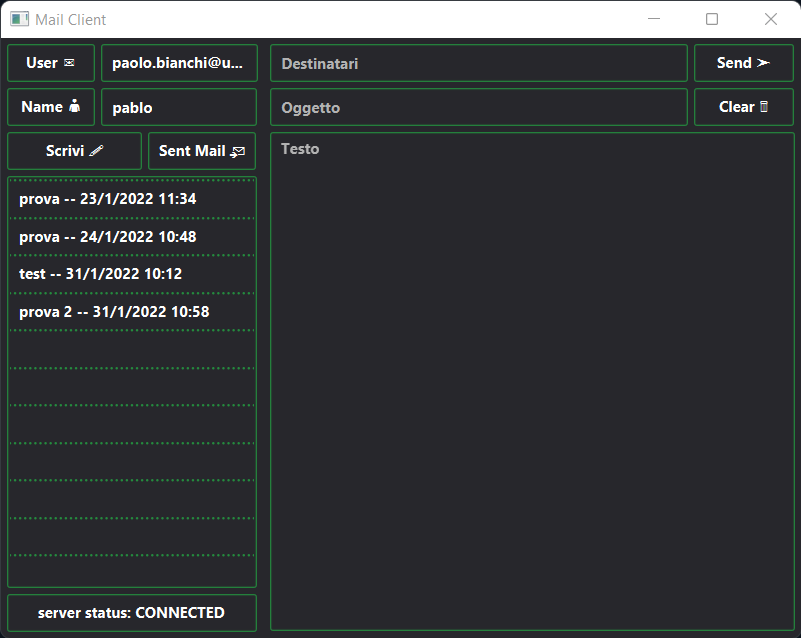 Mail Client
User ✉ paolo.bianchi@u...
Name pablo
Scrivi Sent Mail
prova -- 23/1/2022 11:34
prova -- 24/1/2022 10:48
test -- 31/1/2022 10:12
prova 2 -- 31/1/2022 10:58
server status: CONNECTED
Destinatari Send ➢
Oggetto Clear
Testo